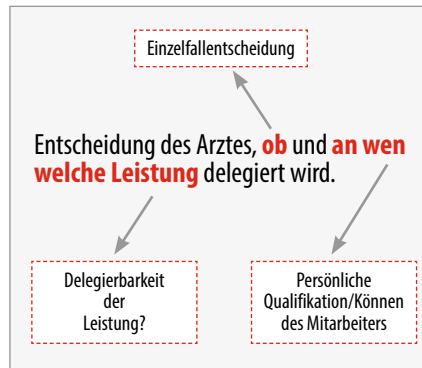 Einzelfallentscheidung
Entscheidung des Arztes, ob und an wen
welche Leistung delegiert wird.
Delegierbarkeit
der
Leistung?
Persönliche
Qualifikation/Können
des Mitarbeiters